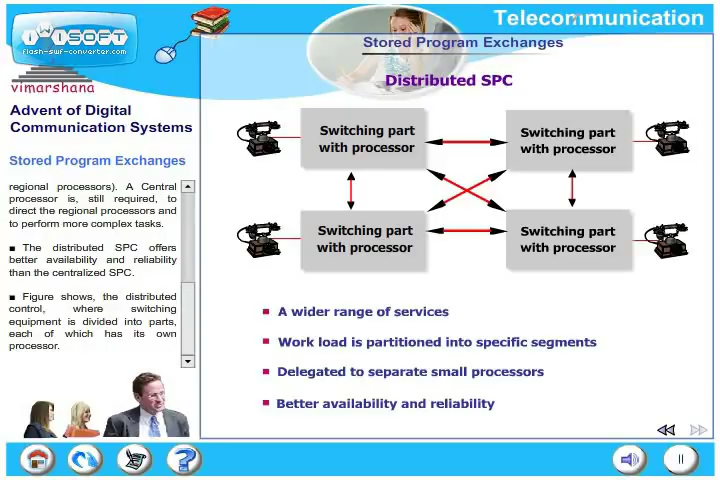 Telecommunication
iWiSOFT
flash-swf-converter.com
vimarshana
Stored Program Exchanges
Distributed SPC
Advent of Digital
Communication Systems
Stored Program Exchanges
regional processors). A Central
processor is, still required, to
direct the regional processors and
to perform more complex tasks.
■ The distributed SPC offers
better availability and reliability
than the centralized SPC.
■ Figure shows, the distributed
control, where switching
equipment is divided into parts,
each of which has its own
processor.
Switching part
with processor
Switching part
with processor
Switching part
with processor
Switching part
with processor
■ A wider range of services
■ Work load is partitioned into specific segments
■ Delegated to separate small processors
■ Better availability and reliability